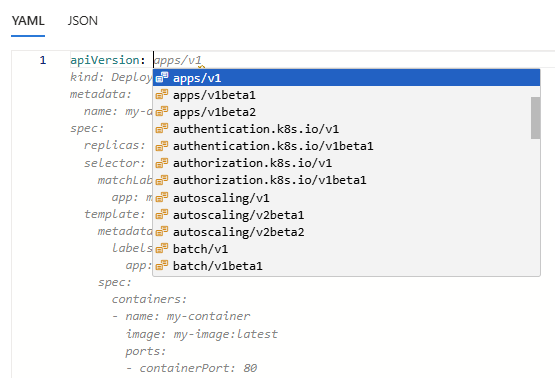 YAML JSON
1 apiVersion: apps/v1
kind: Deploy
metadata:
name: my-a
spec:
replicas:
selector:
matchLab
app: m
template:
metadata
labels
app:
spec:
containers:
- name: my-container
image: my-image:latest
ports:
- containerPort: 80
apps/v1
apps/v1beta1
apps/v1beta2
authentication.k8s.io/v1
authentication.k8s.io/v1beta1
authorization.k8s.io/v1
authorization.k8s.io/v1beta1
autoscaling/v1
autoscaling/v2beta1
autoscaling/v2beta2
batch/v1
batch/v1beta1